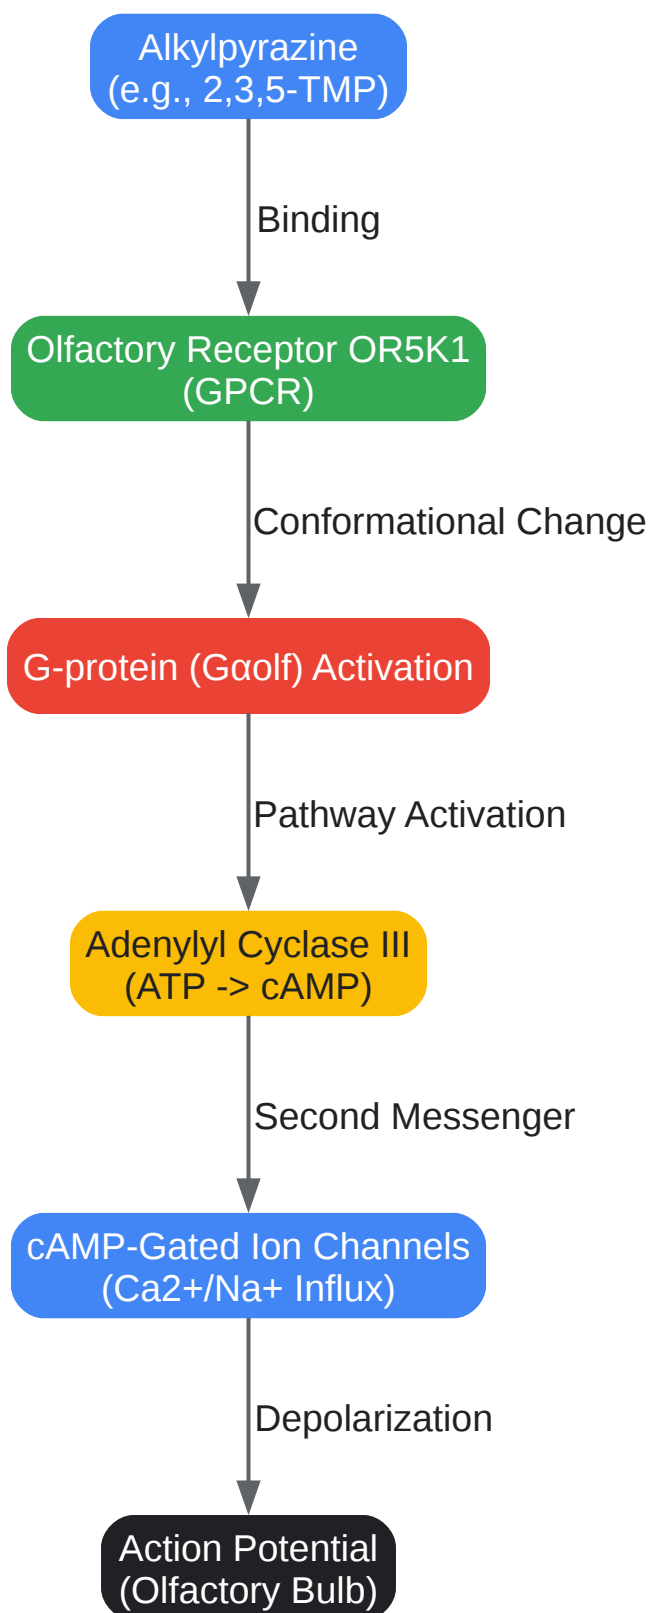 Alkylpyrazine
(e.g., 2,3,5-TMP)
Binding
Olfactory Receptor OR5K1
(GPCR)
Conformational Change
G-protein (Gαolf) Activation
Pathway Activation
Adenylyl Cyclase III
(ATP -> cAMP)
Second Messenger
cAMP-Gated Ion Channels
(Ca2+/Na+ Influx)
Depolarization
Action Potential
(Olfactory Bulb)